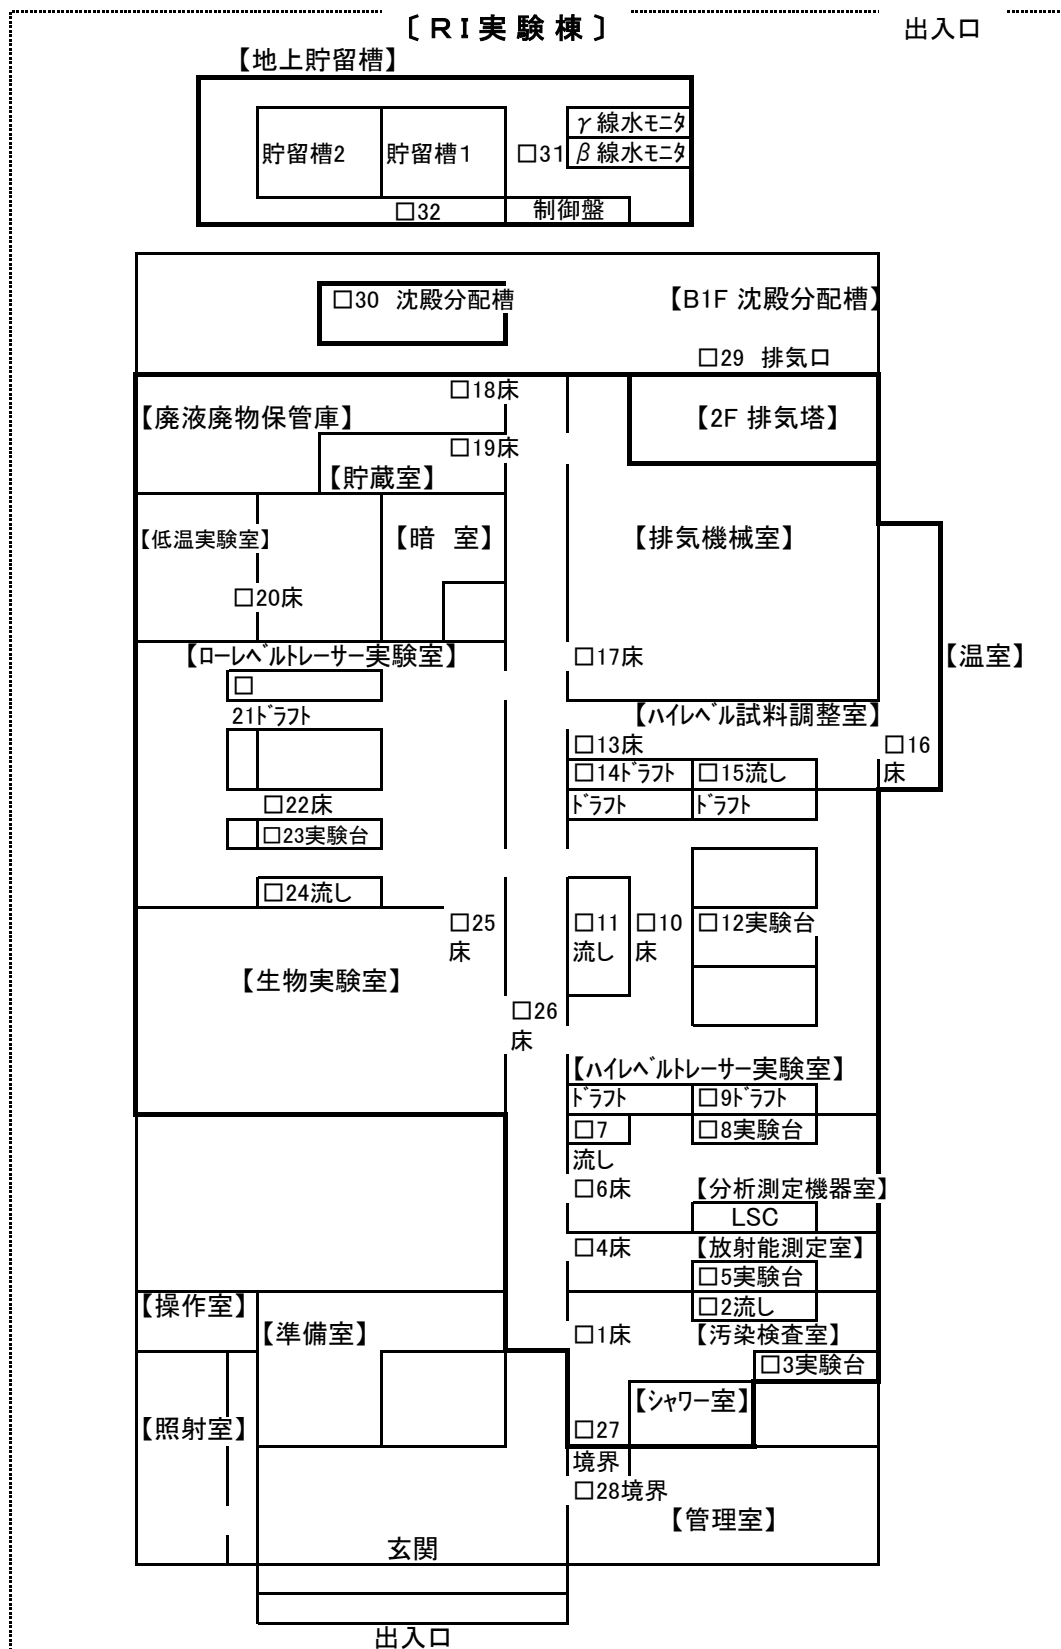 〔ＲＩ実験棟〕
出入口
【地上貯留槽】
γ線水ﾓﾆﾀ
貯留槽2
貯留槽1
□31
β線水ﾓﾆﾀ
□32
制御盤
□30 沈殿分配槽
【B1F 沈殿分配槽】
□29 排気口
□18床
【廃液廃物保管庫】
【2F 排気塔】
□19床
【貯蔵室】
【低温実験室】
【暗 室】
【排気機械室】
□20床
【ﾛｰﾚﾍﾞﾙﾄﾚｰｻｰ実験室】
□17床
【温室】
□
21ﾄﾞﾗﾌﾄ
【ﾊｲﾚﾍﾞﾙ試料調整室】
□13床
□16
床
□14ﾄﾞﾗﾌﾄ
□15流し
ﾄﾞﾗﾌﾄ
ﾄﾞﾗﾌﾄ
□22床
□23実験台
□24流し
□25
床
□11
流し
□10
床
□12実験台
【生物実験室】
□26
床
【ﾊｲﾚﾍﾞﾙﾄﾚｰｻｰ実験室】
ﾄﾞﾗﾌﾄ
□9ﾄﾞﾗﾌﾄ
□7
流し
□8実験台
□6床
【分析測定機器室】
LSC
□4床
【放射能測定室】
□5実験台
□2流し
【操作室】
【準備室】
□1床
【汚染検査室】
□3実験台
【ｼｬﾜｰ室】
【照射室】
□27
境界
□28境界
【管理室】
玄関
出入口